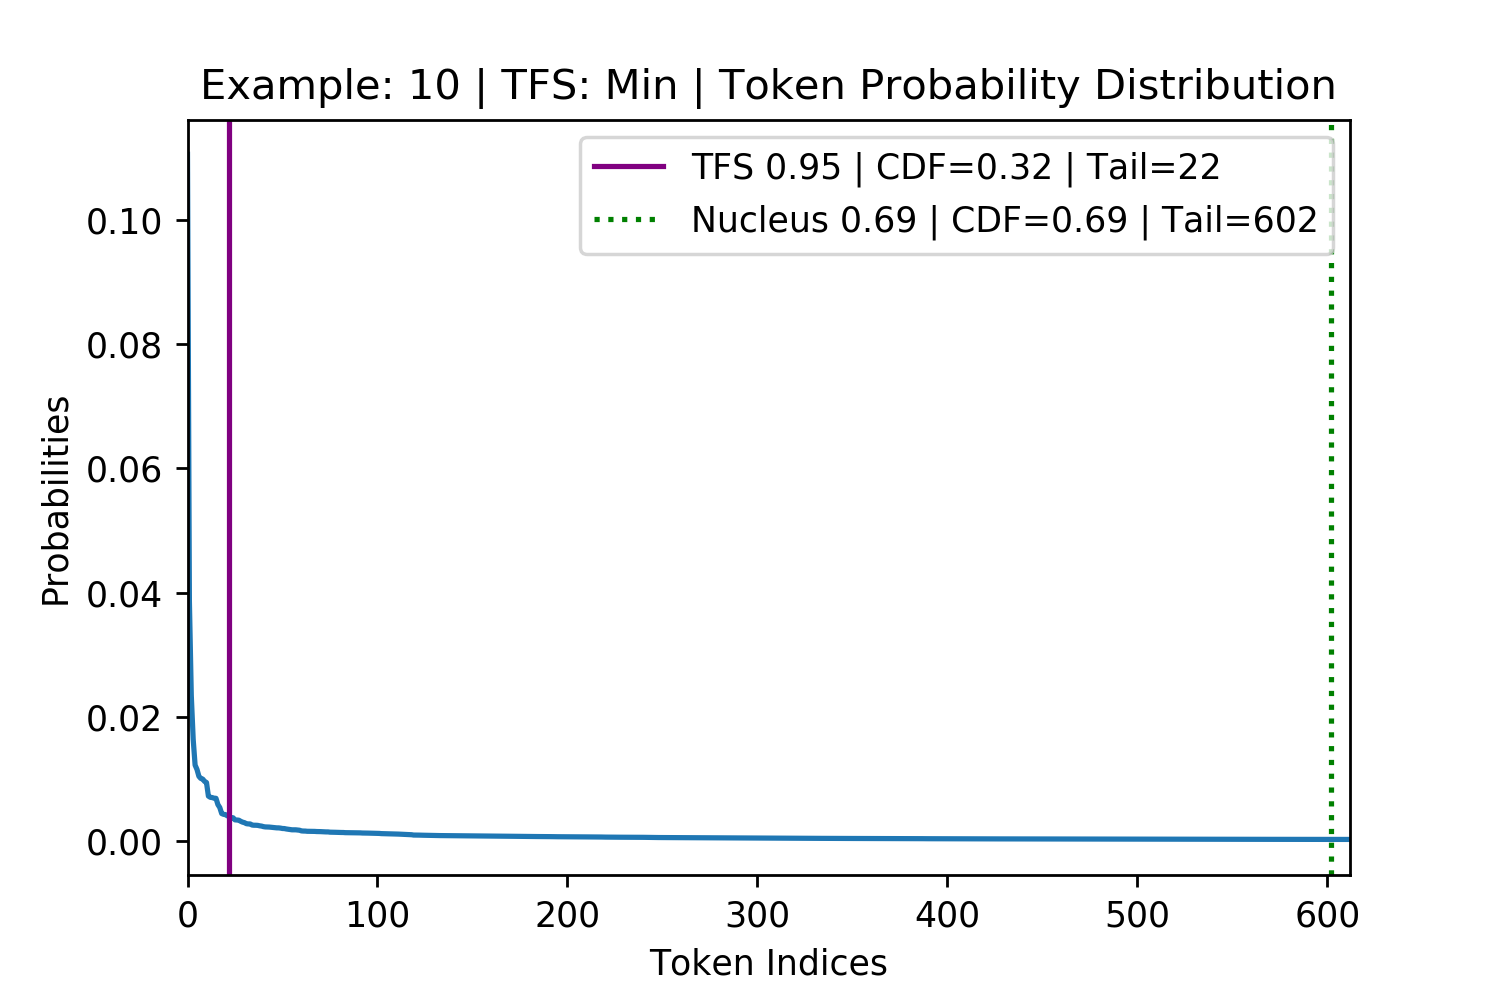 Example: 10 | TFS: Min | Token Probability Distribution
TFS 0.95 | CDF=0.32 | Tail=22
Nucleus 0.69 | CDF=0.69 | Tail=602
Probabilities
0.10
0.08
0.06
0.04
0.02
0.00
0 100 200 300 400 500 600
Token Indices